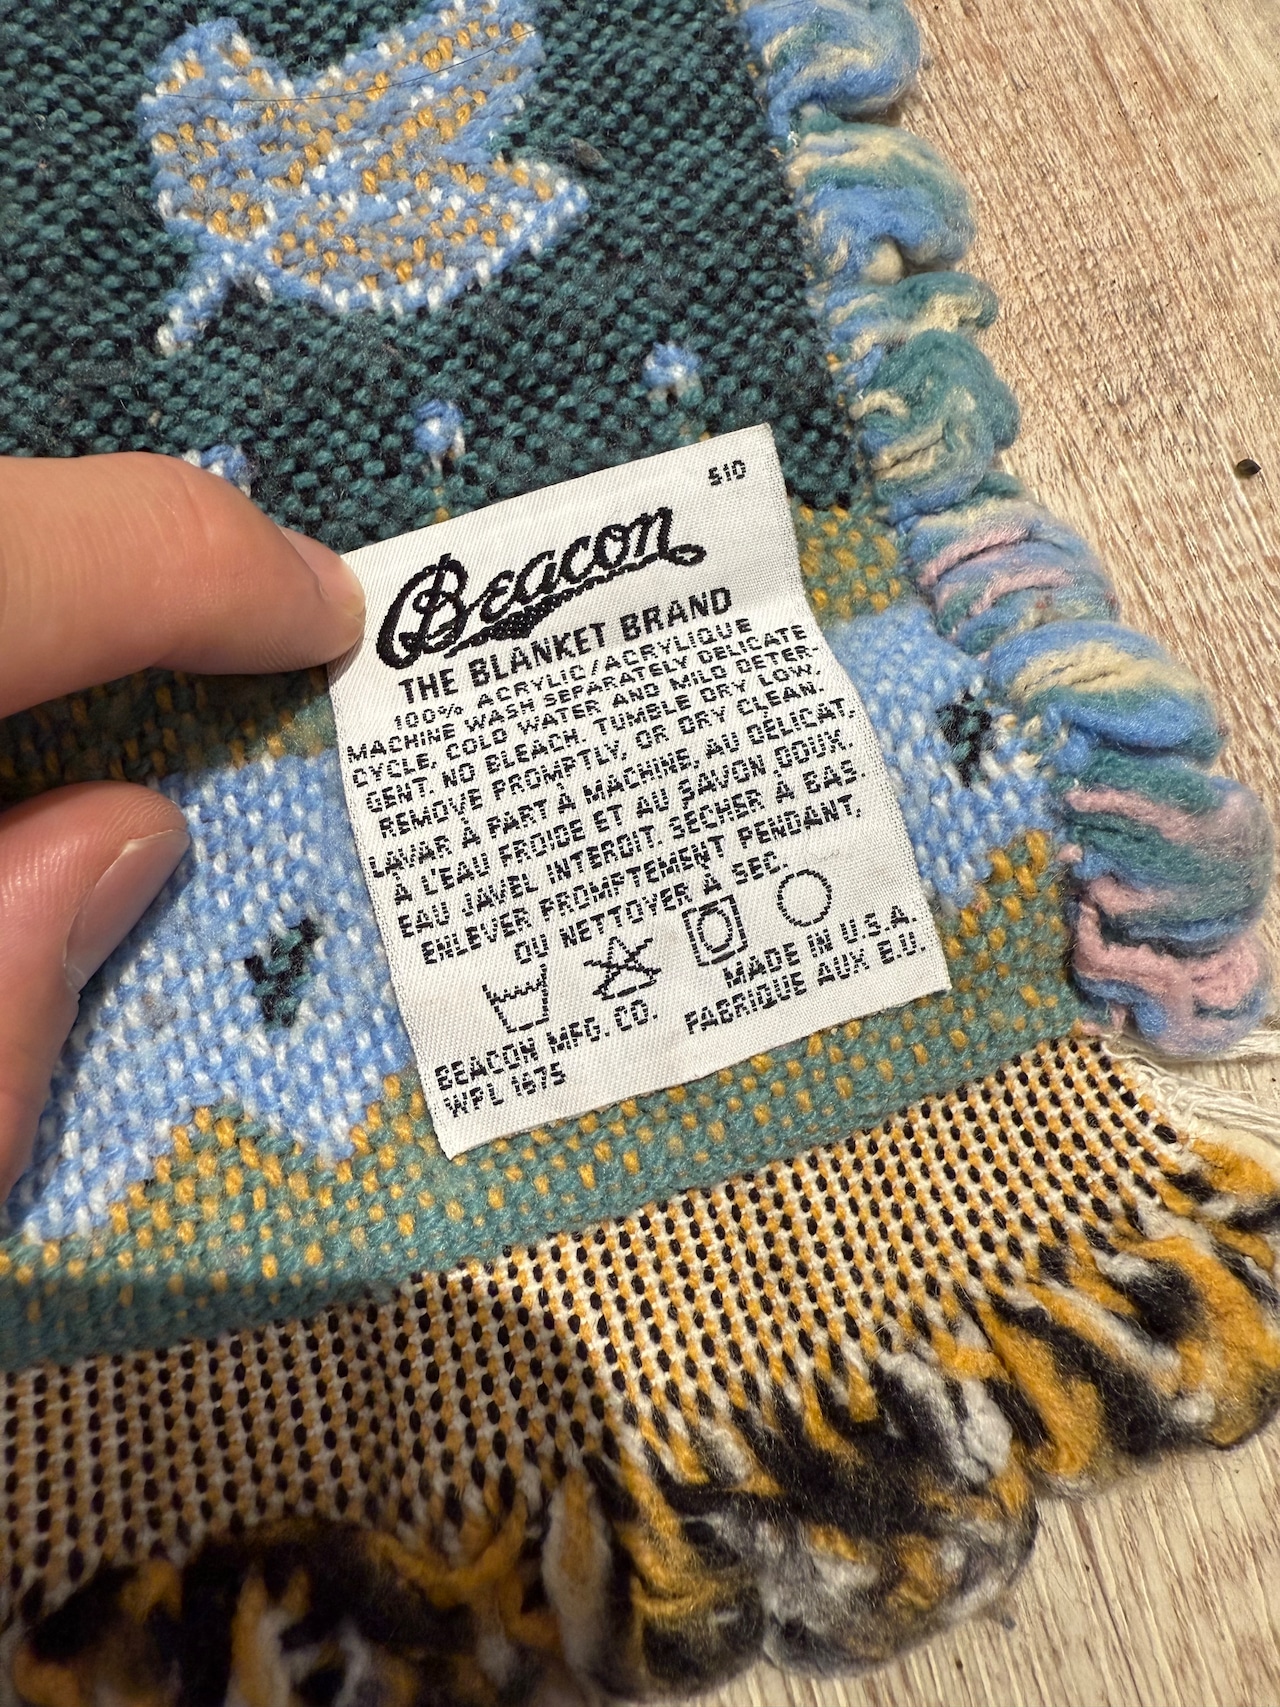 510
Beacon
THE BLANKET BRAND
100% ACRYLIC/ACRYLIQUE
MACHINE WASH SEPARATELY DELICATE
CYCLE, COLD WATER AND MILD DETER-
GENT. NO BLEACH. TUMBLE DRY LOW.
REMOVE PROMPTLY, OR DRY CLEAN.
LAVAR À PART À MACHINE, AU DÉLICAT,
À L'EAU FROIDE ET AU SAVON DOUX.
EAU JAVEL INTERDIT. SÉCHER À BAS.
ENLEVER PROMPTEMENT PENDANT,
OU NETTOYER À SEC.
MADE IN U.S.A.
BEACON MFG. CO. FABRIQUE AUX E.U.
WPL 1675